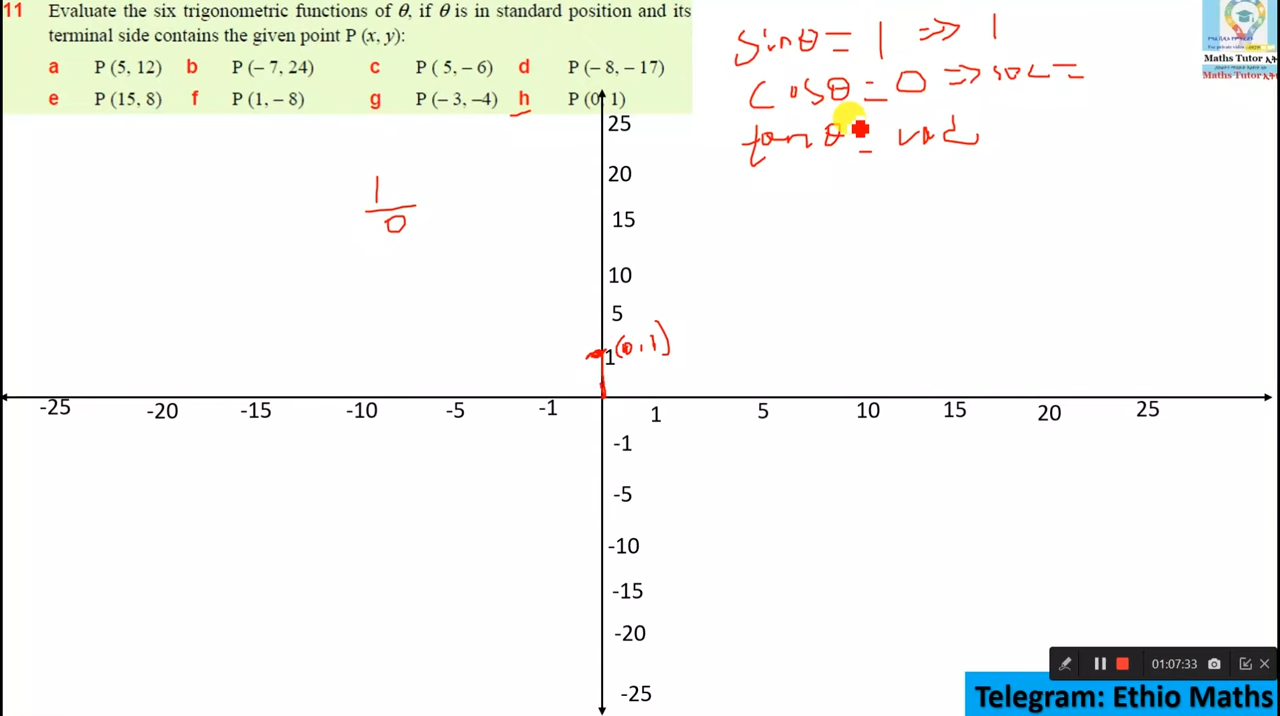 11 Evaluate the six trigonometric functions of θ, if θ is in standard position and its
terminal side contains the given point P (x, y):
a P (5, 12) b P (– 7, 24) c P ( 5, – 6) d P (– 8, – 17)
e P (15, 8) f P (1, – 8) g P (– 3, –4) h P (0, 1)
sinθ = 1 => 1
cosθ = 0 => sec =
tan θ =
Maths Tutor
Maths Tutor
1
0
25
20
15
10
5
1 (0, 1)
-25 -20 -15 -10 -5 -1 1 5 10 15 20 25
-1
-5
-10
-15
-20
-25
01:07:33
Telegram: Ethio Maths